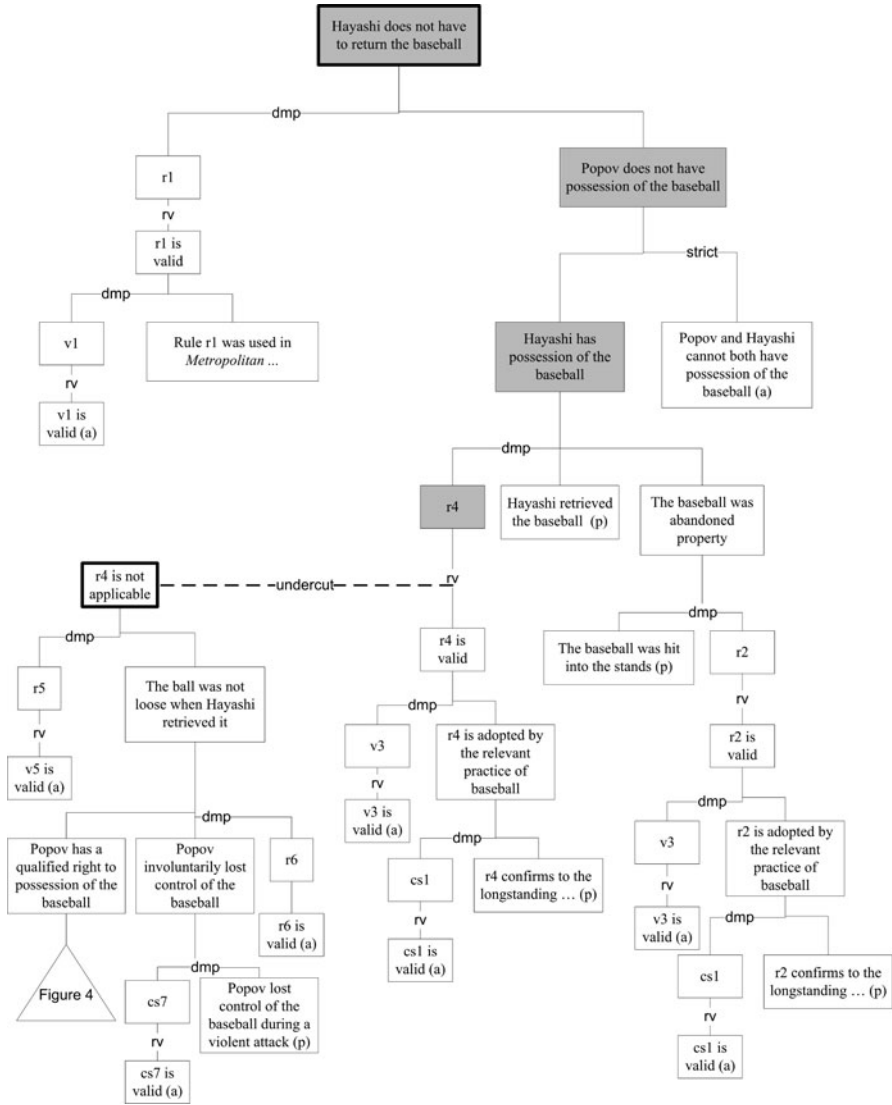 Hayashi does not have
to return the baseball
dmp
r1
rv
r1 is
valid
dmp
v1
rv
v1 is
valid (a)
Rule r1 was used in
Metropolitan ...
Popov does not have
possession of the baseball
strict
Hayashi has
possession of the
baseball
Popov and Hayashi
cannot both have
possession of the
baseball (a)
dmp
r4
Hayashi retrieved
the baseball (p)
The baseball was
abandoned
property
rv
undercut
r4 is not
applicable
dmp
r5
rv
v5 is
valid (a)
The ball was not
loose when Hayashi
retrieved it
dmp
Popov has a
qualified right to
possession of the
baseball
Figure 4
Popov
involuntarily lost
control of the
baseball
r6
rv
r6 is
valid (a)
dmp
cs7
rv
cs7 is
valid (a)
Popov lost
control of the
baseball during a
violent attack (p)
r4 is
valid
dmp
v3
rv
v3 is
valid (a)
r4 is adopted by
the relevant
practice of
baseball
dmp
cs1
rv
cs1 is
valid (a)
r4 confirms to the
longstanding ... (p)
dmp
The baseball was hit
into the stands (p)
r2
rv
r2 is
valid
dmp
v3
rv
v3 is
valid (a)
r2 is adopted by
the relevant
practice of
baseball
dmp
cs1
rv
cs1 is
valid (a)
r2 confirms to the
longstanding ... (p)